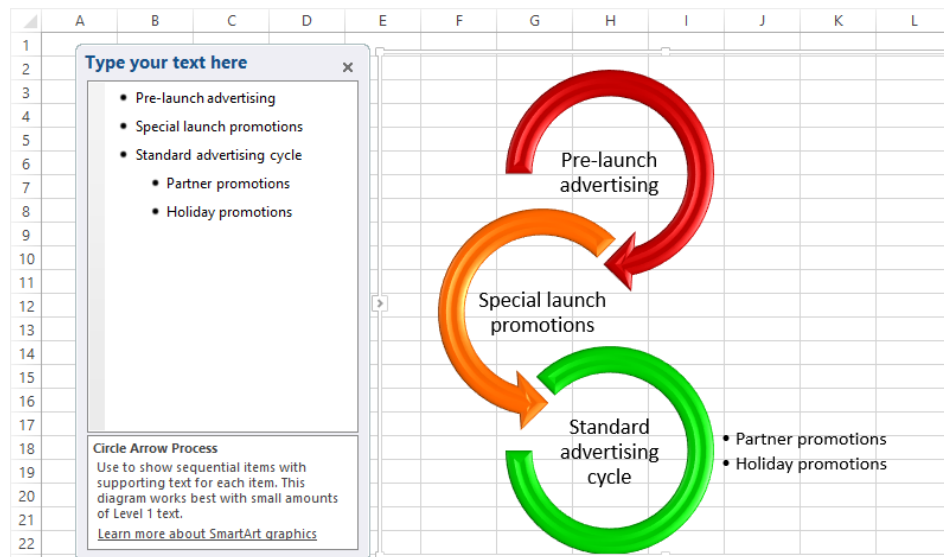 A B C D E F G H I J K L
1
2
3
4
5
6
7
8
9
10
11
12
13
14
15
16
17
18
19
20
21
22
Type your text here
• Pre-launch advertising
• Special launch promotions
• Standard advertising cycle
• Partner promotions
• Holiday promotions
Circle Arrow Process
Use to show sequential items with
supporting text for each item. This
diagram works best with small amounts
of Level 1 text.
Learn more about SmartArt graphics
Pre-launch
advertising
Special launch
promotions
Standard
advertising
cycle
• Partner promotions
• Holiday promotions